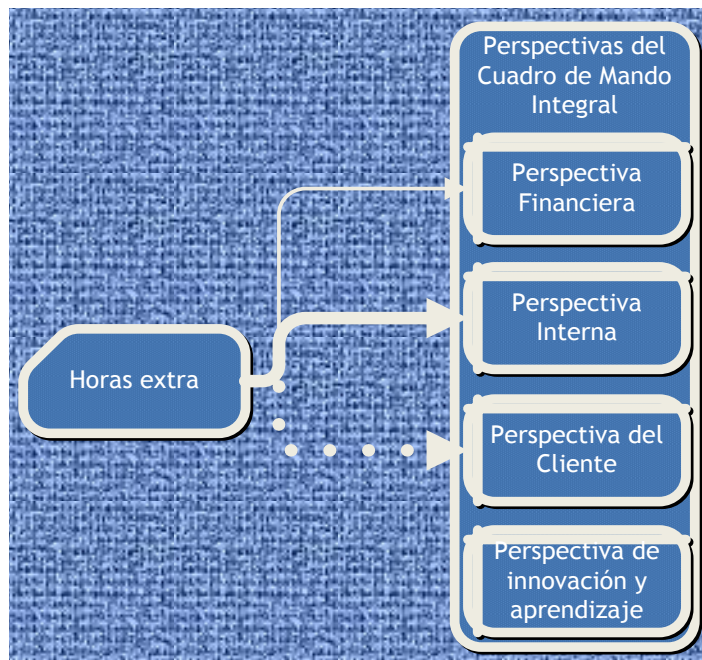 Perspectivas del
Cuadro de Mando
Integral
Perspectiva
Financiera
Perspectiva
Interna
Horas extra
Perspectiva del
Cliente
Perspectiva de
innovación y
aprendizaje